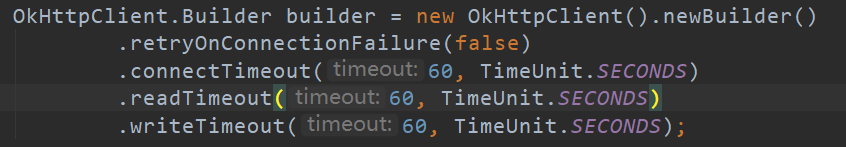 OkHttpClient.Builder builder = new OkHttpClient().newBuilder()
.retryOnConnectionFailure(false)
.connectTimeout( timeout: 60, TimeUnit.SECONDS)
.readTimeout( timeout: 60, TimeUnit.SECONDS)
.writeTimeout( timeout: 60, TimeUnit.SECONDS);